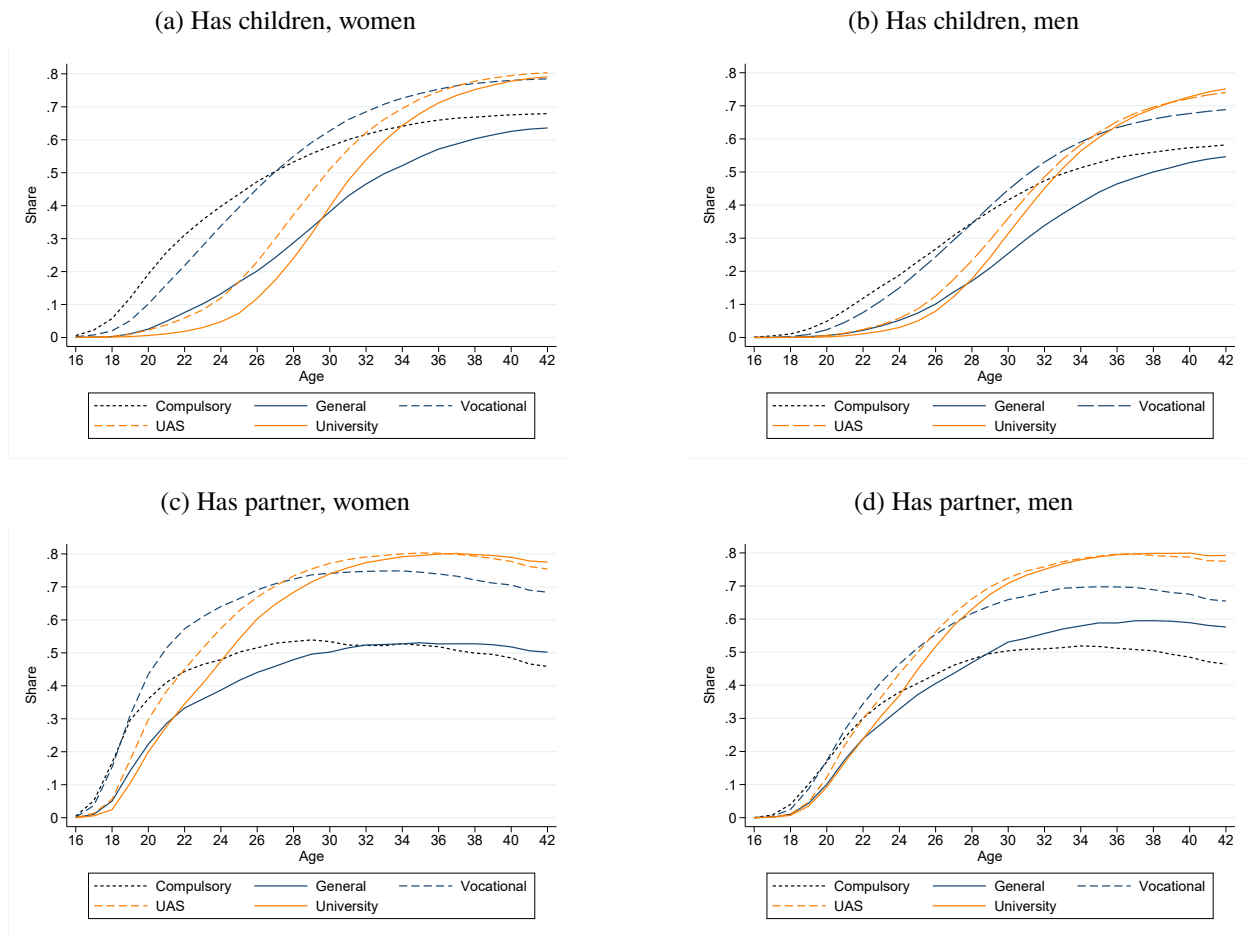 (a) Has children, women
.8
.7
.6
.5
.4
.3
.2
.1
0
Share
16 18 20 22 24 26 28 30 32 34 36 38 40 42
Age
Compulsory General Vocational
UAS University
(b) Has children, men
.8
.7
.6
.5
.4
.3
.2
.1
0
Share
16 18 20 22 24 26 28 30 32 34 36 38 40 42
Age
Compulsory General Vocational
UAS University
(c) Has partner, women
.8
.7
.6
.5
.4
.3
.2
.1
0
Share
16 18 20 22 24 26 28 30 32 34 36 38 40 42
Age
Compulsory General Vocational
UAS University
(d) Has partner, men
.8
.7
.6
.5
.4
.3
.2
.1
0
Share
16 18 20 22 24 26 28 30 32 34 36 38 40 42
Age
Compulsory General Vocational
UAS University